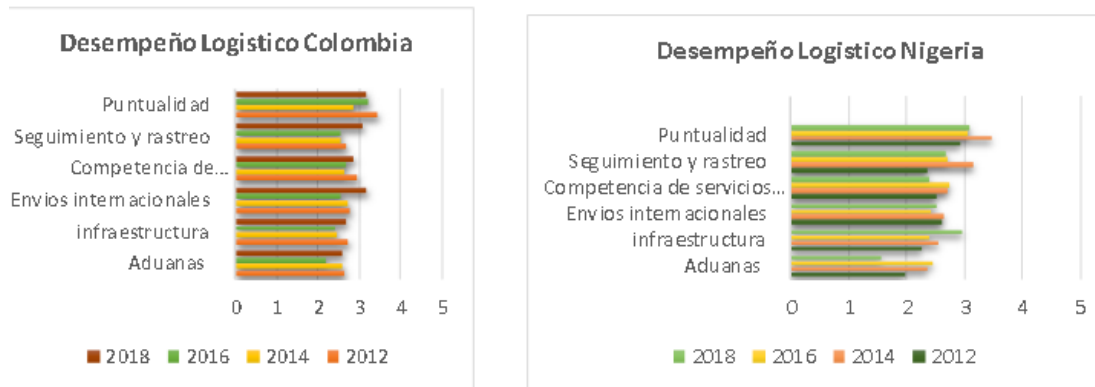 Desempeño Logistico Colombia
Puntualidad
Seguimiento y rastreo
Competencia de...
Envios internacionales
infraestructura
Aduanas
0 1 2 3 4 5
2018 2016 2014 2012
Desempeño Logistico Nigeria
Puntualidad
Seguimiento y rastreo
Competencia de servicios...
Envios internacionales
infraestructura
Aduanas
0 1 2 3 4 5
2018 2016 2014 2012